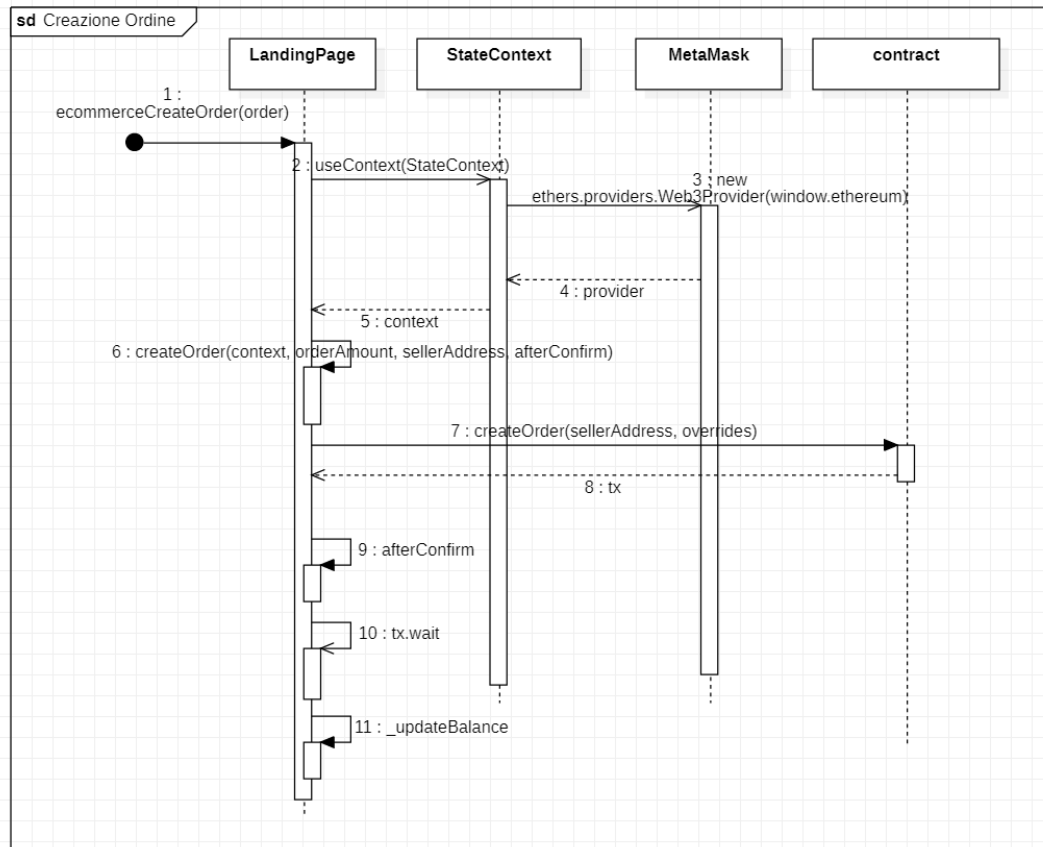 sd Creazione Ordine
LandingPage
StateContext
MetaMask
contract
1 :
ecommerceCreateOrder(order)
2 : useContext(StateContext)
3 : new
ethers.providers.Web3Provider(window.ethereum)
4 : provider
5 : context
6 : createOrder(context, orderAmount, sellerAddress, afterConfirm)
7 : createOrder(sellerAddress, overrides)
8 : tx
9 : afterConfirm
10 : tx.wait
11 : _updateBalance